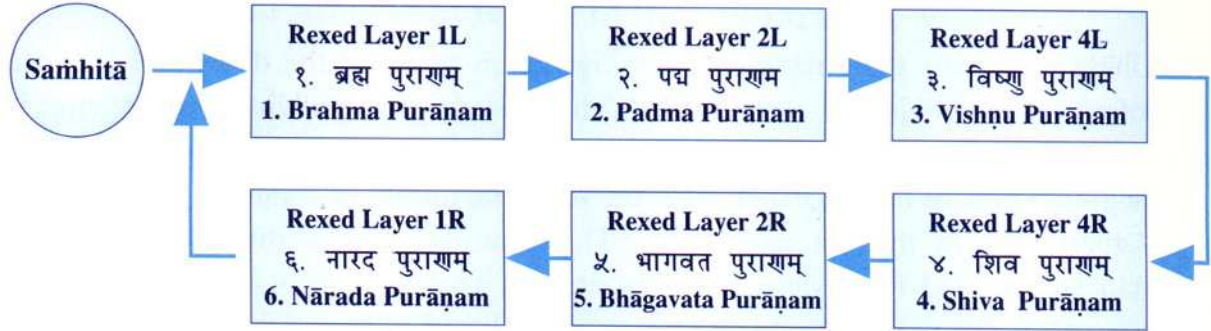 Saṁhitā
Rexed Layer 1L
१. ब्रह्म पुराणम्
1. Brahma Purāṇam
Rexed Layer 2L
२. पद्म पुराणम
2. Padma Purāṇam
Rexed Layer 4L
३. विष्णु पुराणम्
3. Vishṇu Purāṇam
Rexed Layer 4R
४. शिव पुराणम्
4. Shiva Purāṇam
Rexed Layer 2R
५. भागवत पुराणम्
5. Bhāgavata Purāṇam
Rexed Layer 1R
६. नारद पुराणम्
6. Nārada Purāṇam